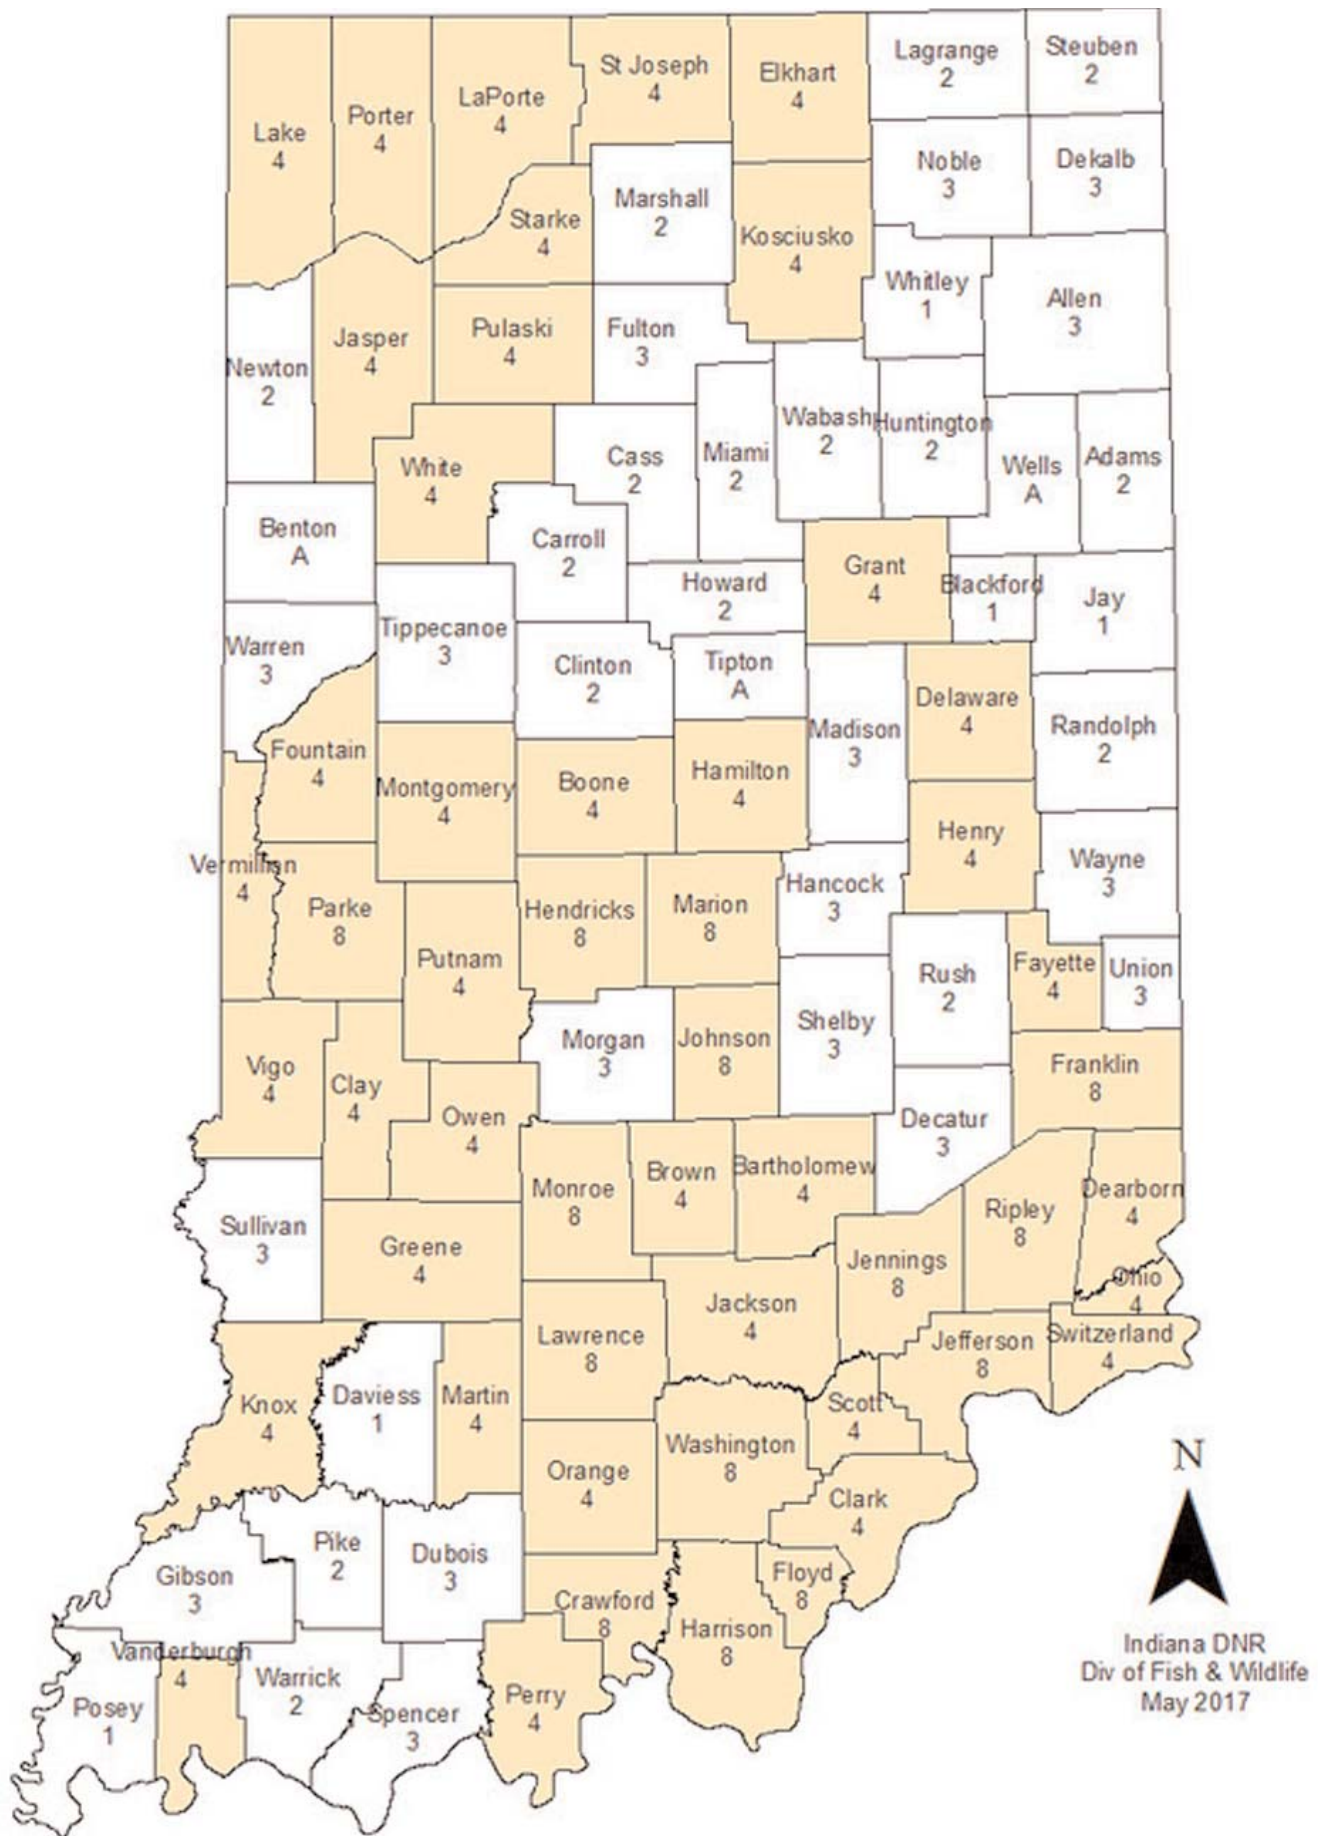 Lake
4
Porter
4
LaPorte
4
St Joseph
4
Elkhart
4
Lagrange
2
Steuben
2
Noble
3
Dekalb
3
Starke
4
Marshall
2
Kosciusko
4
Whitley
1
Allen
3
Newton
2
Jasper
4
Pulaski
4
Fulton
3
White
4
Cass
2
Miami
2
Wabash
2
Huntington
2
Wells
A
Adams
2
Benton
A
Carroll
2
Howard
2
Grant
4
Blackford
1
Jay
1
Warren
3
Tippecanoe
3
Clinton
2
Tipton
A
Madison
3
Delaware
4
Randolph
2
Fountain
4
Montgomery
4
Boone
4
Hamilton
4
Henry
4
Wayne
3
Vermillion
4
Parke
8
Putnam
4
Hendricks
8
Marion
8
Hancock
3
Rush
2
Fayette
4
Union
3
Vigo
4
Clay
4
Owen
4
Morgan
3
Johnson
8
Shelby
3
Franklin
8
Decatur
3
Sullivan
3
Greene
4
Monroe
8
Brown
4
Bartholomew
4
Jennings
8
Ripley
8
Dearborn
4
Ohio
4
Knox
4
Daviess
1
Martin
4
Lawrence
8
Jackson
4
Jefferson
8
Switzerland
4
Scott
4
Orange
4
Washington
8
Clark
4
Gibson
3
Pike
2
Dubois
3
Crawford
8
Harrison
8
Floyd
8
Posey
1
Vanderburgh
4
Warrick
2
Spencer
3
Perry
4
N
Indiana DNR
Div of Fish & Wildlife
May 2017